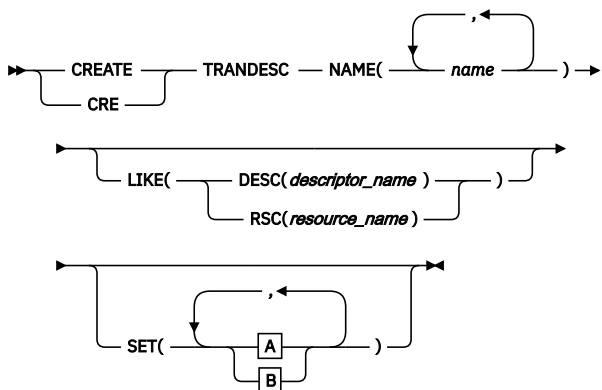 ,
CREATE TRANDESC NAME( name )
CRE
LIKE( DESC(descriptor_name ) )
RSC(resource_name )
,
SET( A )
B